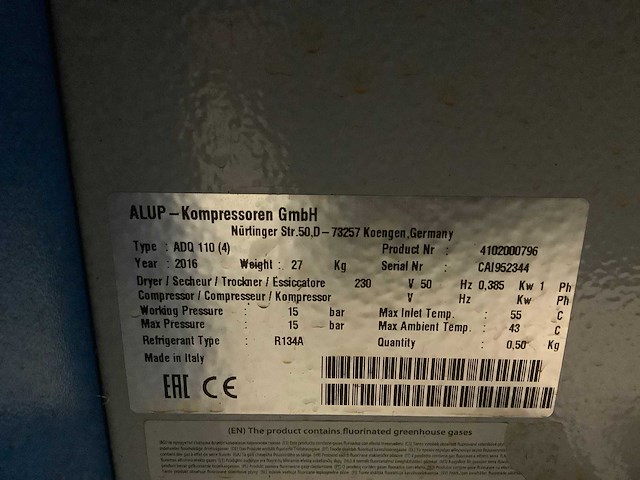 ALUP - Kompressoren GmbH
Nürtinger Str.50,D- 73257 Koengen,Germany
Type : ADQ 110 (4) Product Nr : 4102000796
Year : 2016 Weight : 27 Kg Serial Nr : CAI952344
Dryer / Secheur / Trockner / Essiccatore 230 V 50 Hz 0,385 Kw 1 Ph
Compressor / Compresseur / Kompressor V Hz Kw Ph
Working Pressure : 15 bar Max Inlet Temp. : 55 C
Max Pressure : 15 bar Max Ambient Temp. : 43 C
Refrigerant Type : R134A Quantity : 0,50 Kg
Made in Italy
EAC CE
(EN) The product contains fluorinated greenhouse gases